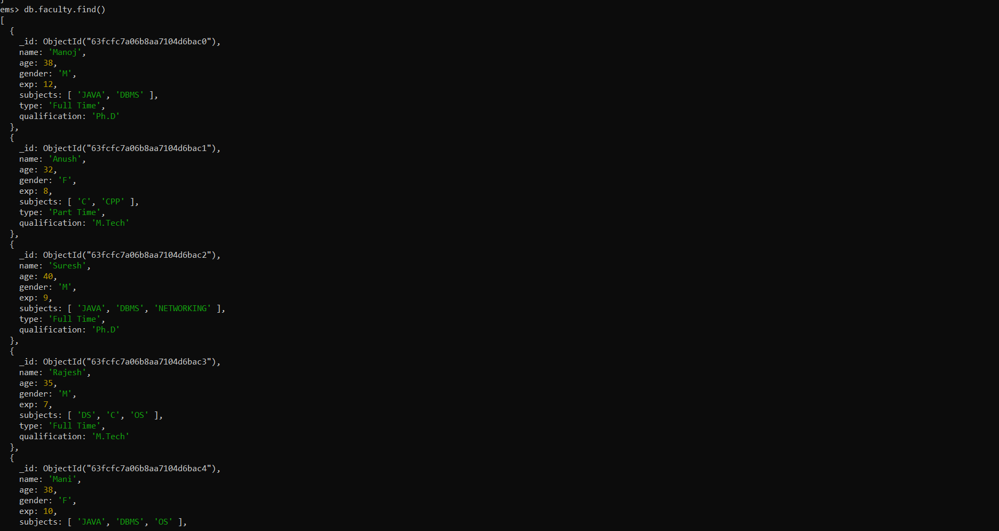 }
ems> db.faculty.find()
[
  {
    _id: ObjectId("63fcfc7a06b8aa7104d6bac0"),
    name: 'Manoj',
    age: 38,
    gender: 'M',
    exp: 12,
    subjects: [ 'JAVA', 'DBMS' ],
    type: 'Full Time',
    qualification: 'Ph.D'
  },
  {
    _id: ObjectId("63fcfc7a06b8aa7104d6bac1"),
    name: 'Anush',
    age: 32,
    gender: 'F',
    exp: 8,
    subjects: [ 'C', 'CPP' ],
    type: 'Part Time',
    qualification: 'M.Tech'
  },
  {
    _id: ObjectId("63fcfc7a06b8aa7104d6bac2"),
    name: 'Suresh',
    age: 40,
    gender: 'M',
    exp: 9,
    subjects: [ 'JAVA', 'DBMS', 'NETWORKING' ],
    type: 'Full Time',
    qualification: 'Ph.D'
  },
  {
    _id: ObjectId("63fcfc7a06b8aa7104d6bac3"),
    name: 'Rajesh',
    age: 35,
    gender: 'M',
    exp: 7,
    subjects: [ 'DS', 'C', 'OS' ],
    type: 'Full Time',
    qualification: 'M.Tech'
  },
  {
    _id: ObjectId("63fcfc7a06b8aa7104d6bac4"),
    name: 'Mani',
    age: 38,
    gender: 'F',
    exp: 10,
    subjects: [ 'JAVA', 'DBMS', 'OS' ],